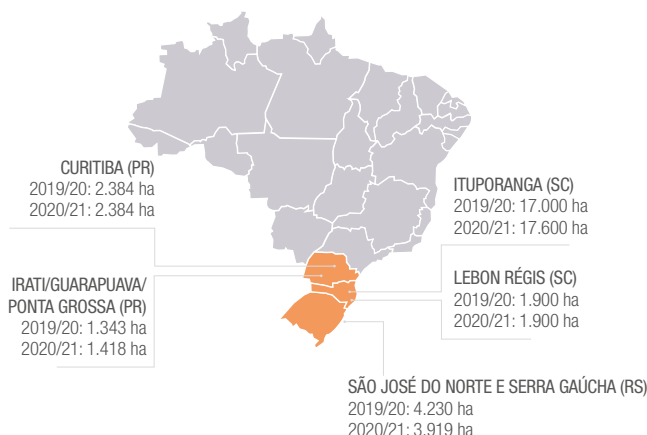 CURITIBA (PR)
2019/20: 2.384 ha
2020/21: 2.384 ha
IRATI/GUARAPUAVA/
PONTA GROSSA (PR)
2019/20: 1.343 ha
2020/21: 1.418 ha
ITUPORANGA (SC)
2019/20: 17.000 ha
2020/21: 17.600 ha
LEBON RÉGIS (SC)
2019/20: 1.900 ha
2020/21: 1.900 ha
SÃO JOSÉ DO NORTE E SERRA GAÚCHA (RS)
2019/20: 4.230 ha
2020/21: 3.919 ha